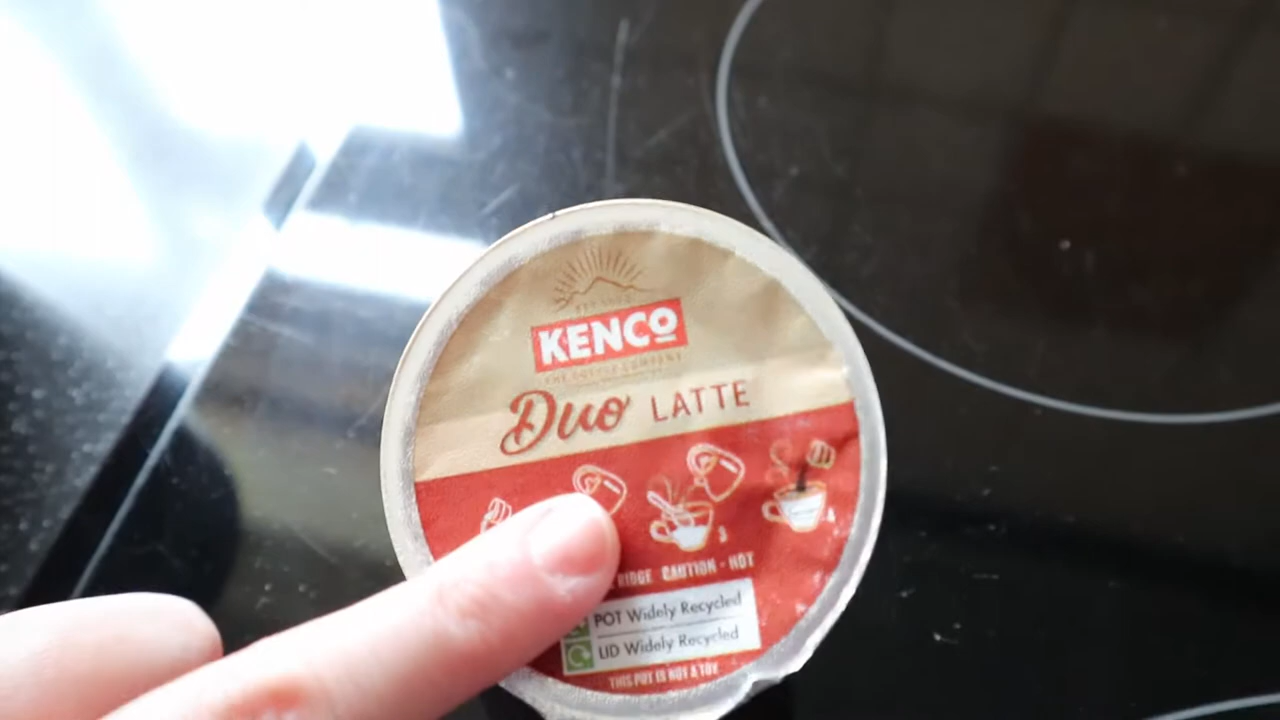 KENCO
THE COFFEE COMPANY
Duo LATTE
3
CAUTION - HOT
POT Widely Recycled
LID Widely Recycled
THIS POT IS NOT A TOY